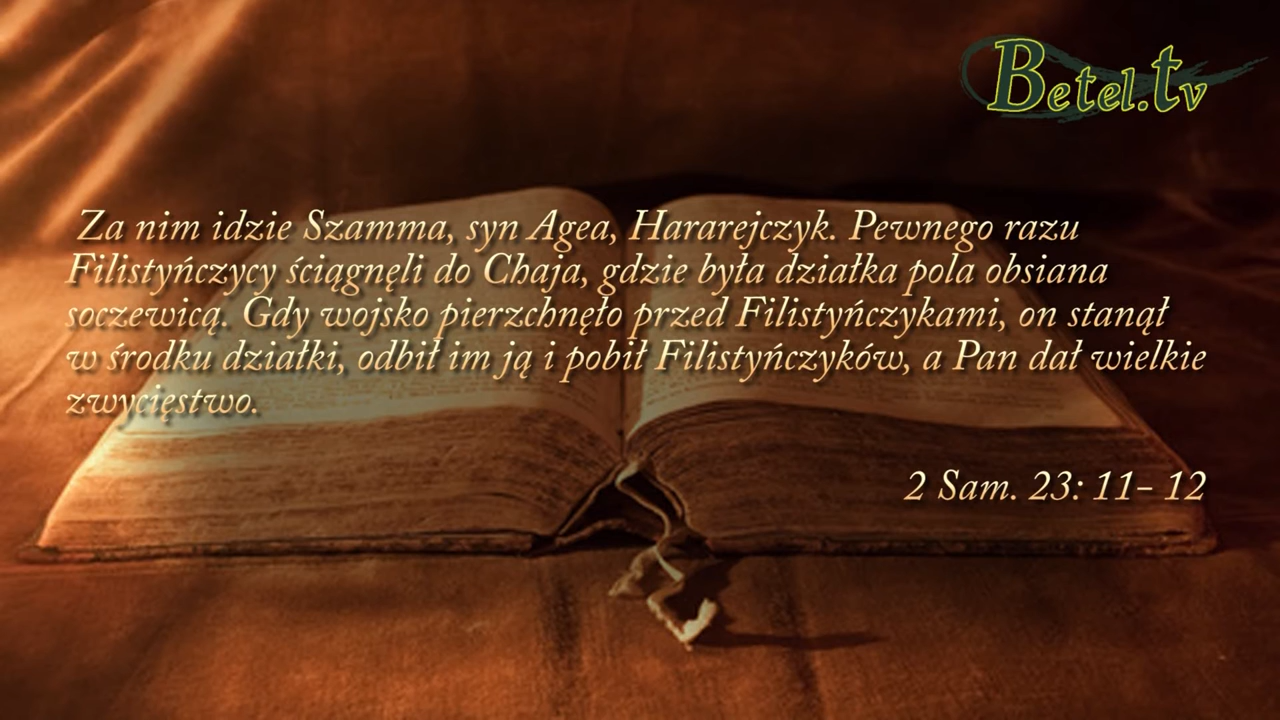 Betel.tv
Za nim idzie Szamma, syn Agea, Hararejczyk. Pewnego razu
Filistyńczycy ściągnęli do Chaja, gdzie była działka pola obsiana
soczewicą. Gdy wojsko pierzchnęło przed Filistyńczykami, on stanął
w środku działki, odbił im ją i pobił Filistyńczyków, a Pan dał wielkie
zwycięstwo.
2 Sam. 23: 11- 12